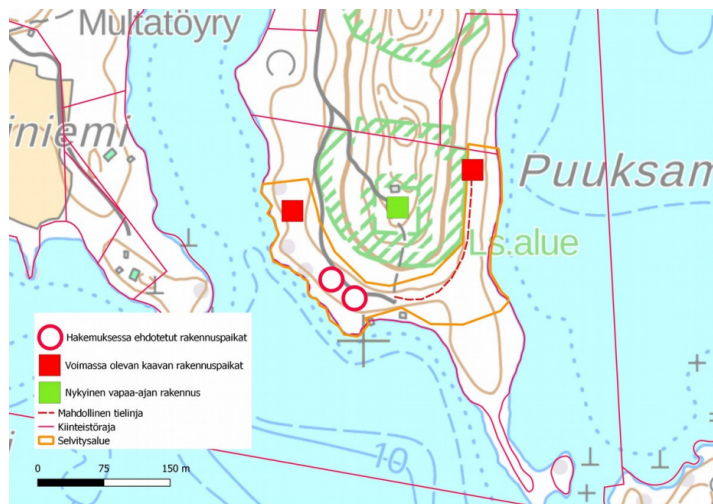 Multatöyry
iniemi
Puuksam
Ls.alue
Hakemuksessa ehdotetut rakennuspaikat
Voimassa olevan kaavan rakennuspaikat
Nykyinen vapaa-ajan rakennus
Mahdollinen tielinja
Kiinteistöraja
Selvitysalue
10
0 75 150 m